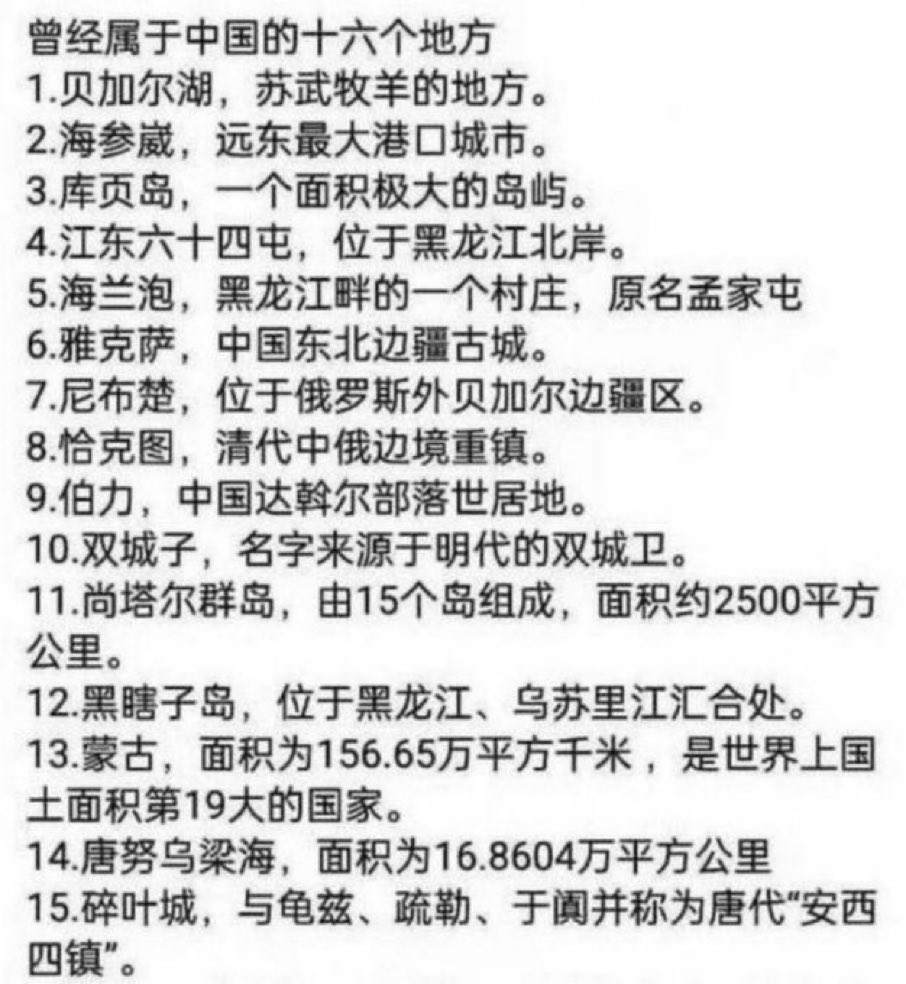 曾经属于中国的十六个地方
1.贝加尔湖，苏武牧羊的地方。
2.海参崴，远东最大港口城市。
3.库页岛，一个面积极大的岛屿。
4.江东六十四屯，位于黑龙江北岸。
5.海兰泡，黑龙江畔的一个村庄，原名孟家屯
6.雅克萨，中国东北边疆古城。
7.尼布楚，位于俄罗斯外贝加尔边疆区。
8.恰克图，清代中俄边境重镇。
9.伯力，中国达斡尔部落世居地。
10.双城子，名字来源于明代的双城卫。
11.尚塔尔群岛，由15个岛组成，面积约2500平方
公里。
12.黑瞎子岛，位于黑龙江、乌苏里江汇合处。
13.蒙古，面积为156.65万平方千米，是世界上国
土面积第19大的国家。
14.唐努乌梁海，面积为16.8604万平方公里
15.碎叶城，与龟兹、疏勒、于阗并称为唐代“安西
四镇”。